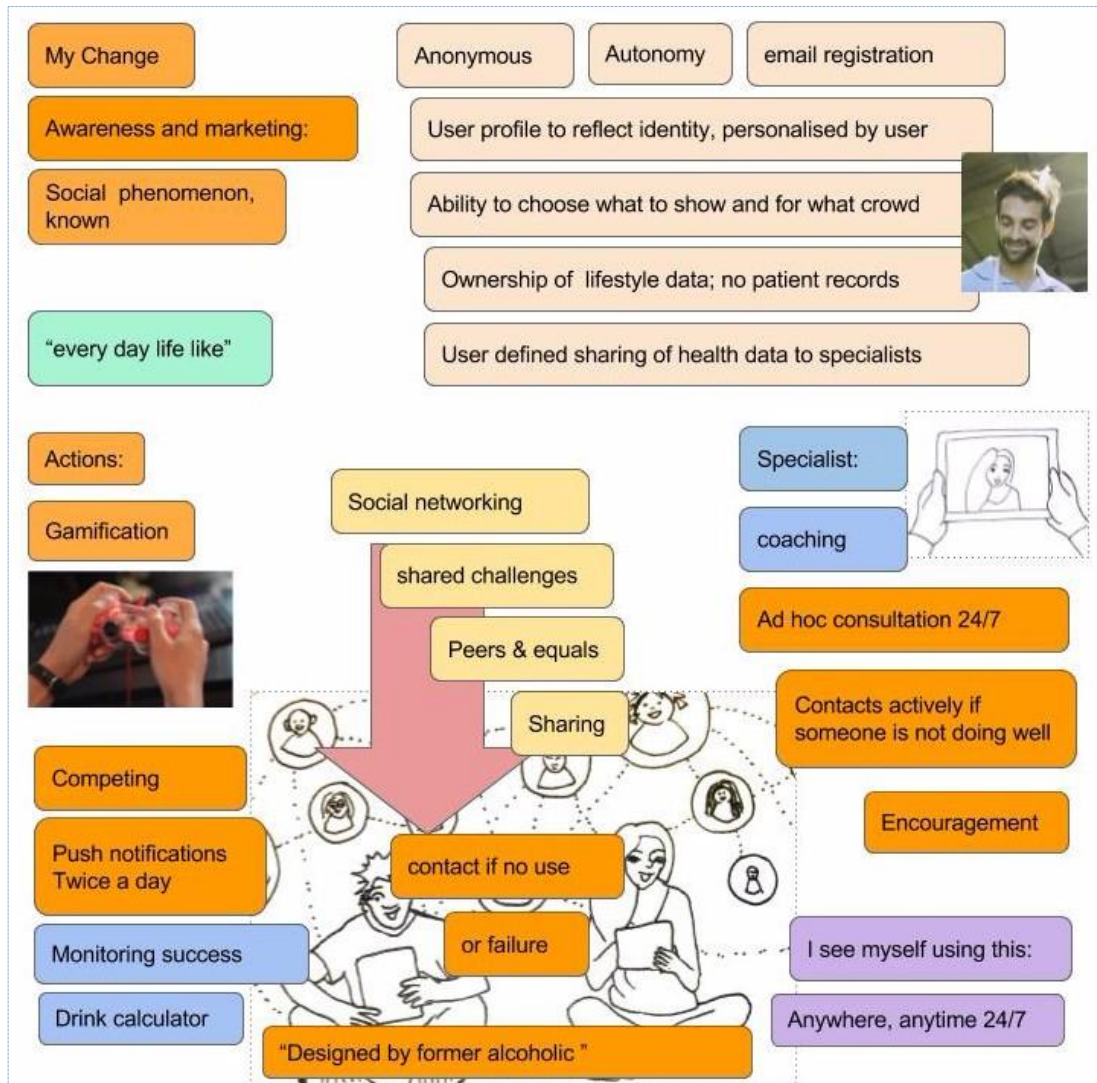 My Change
Anonymous
Autonomy
email registration
Awareness and marketing:
User profile to reflect identity, personalised by user
Social phenomenon,
known
Ability to choose what to show and for what crowd
Ownership of lifestyle data; no patient records
“every day life like”
User defined sharing of health data to specialists
Actions:
Gamification
Social networking
shared challenges
Peers & equals
Sharing
Specialist:
coaching
Ad hoc consultation 24/7
Contacts actively if
someone is not doing well
Encouragement
Competing
Push notifications
Twice a day
Monitoring success
Drink calculator
contact if no use
or failure
“Designed by former alcoholic ”
I see myself using this:
Anywhere, anytime 24/7